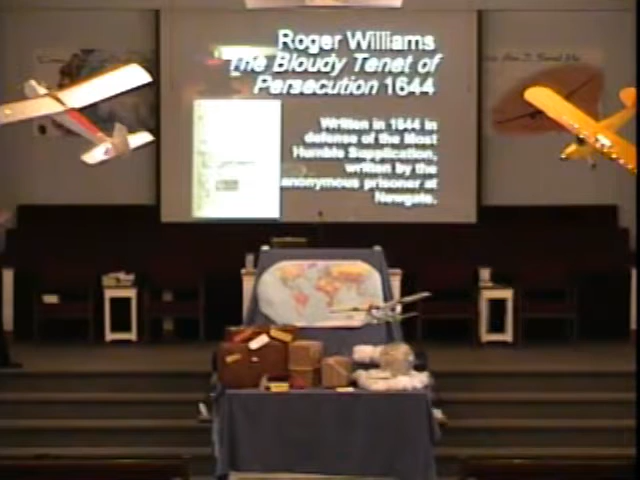 Roger Williams
The Bloudy Tenet of
Persecution 1644
Written in 1644 in
defense of the Most
Humble Supplication,
written by the
anonymous prisoner at
Newgate.